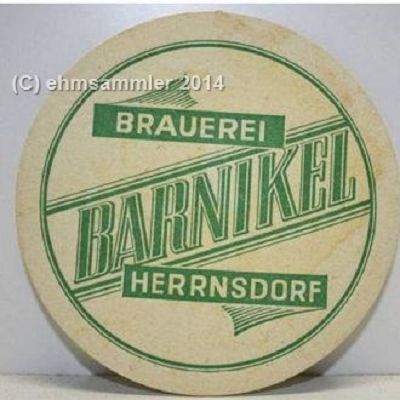 (C) ehmsammler 2014
BRAUEREI
BARNIKEL
HERRNSDORF